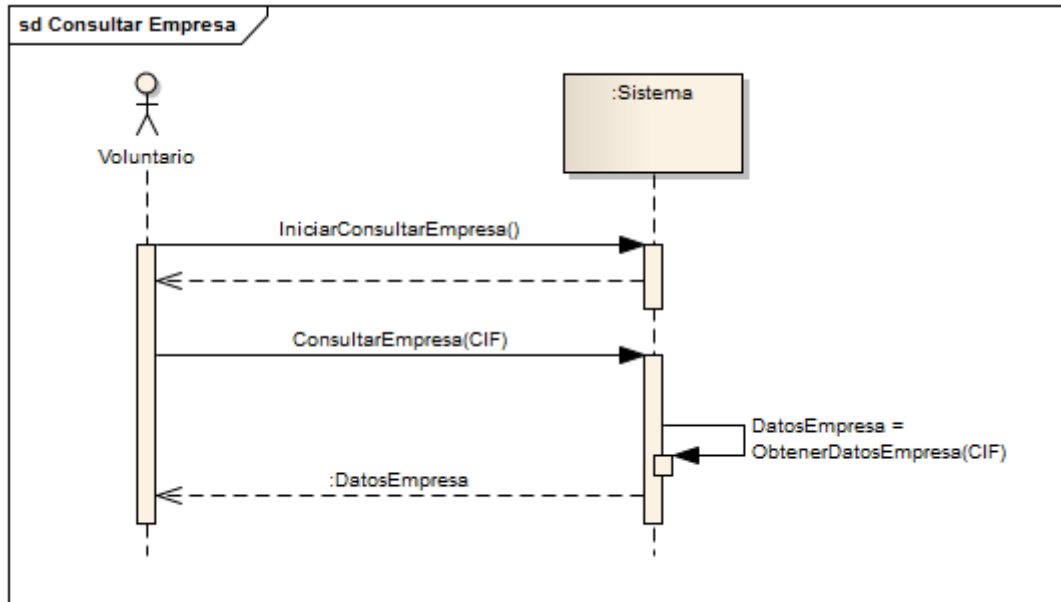 sd Consultar Empresa
:Sistema
Voluntario
IniciarConsultarEmpresa()
ConsultarEmpresa(CIF)
DatosEmpresa =
ObtenerDatosEmpresa(CIF)
:DatosEmpresa